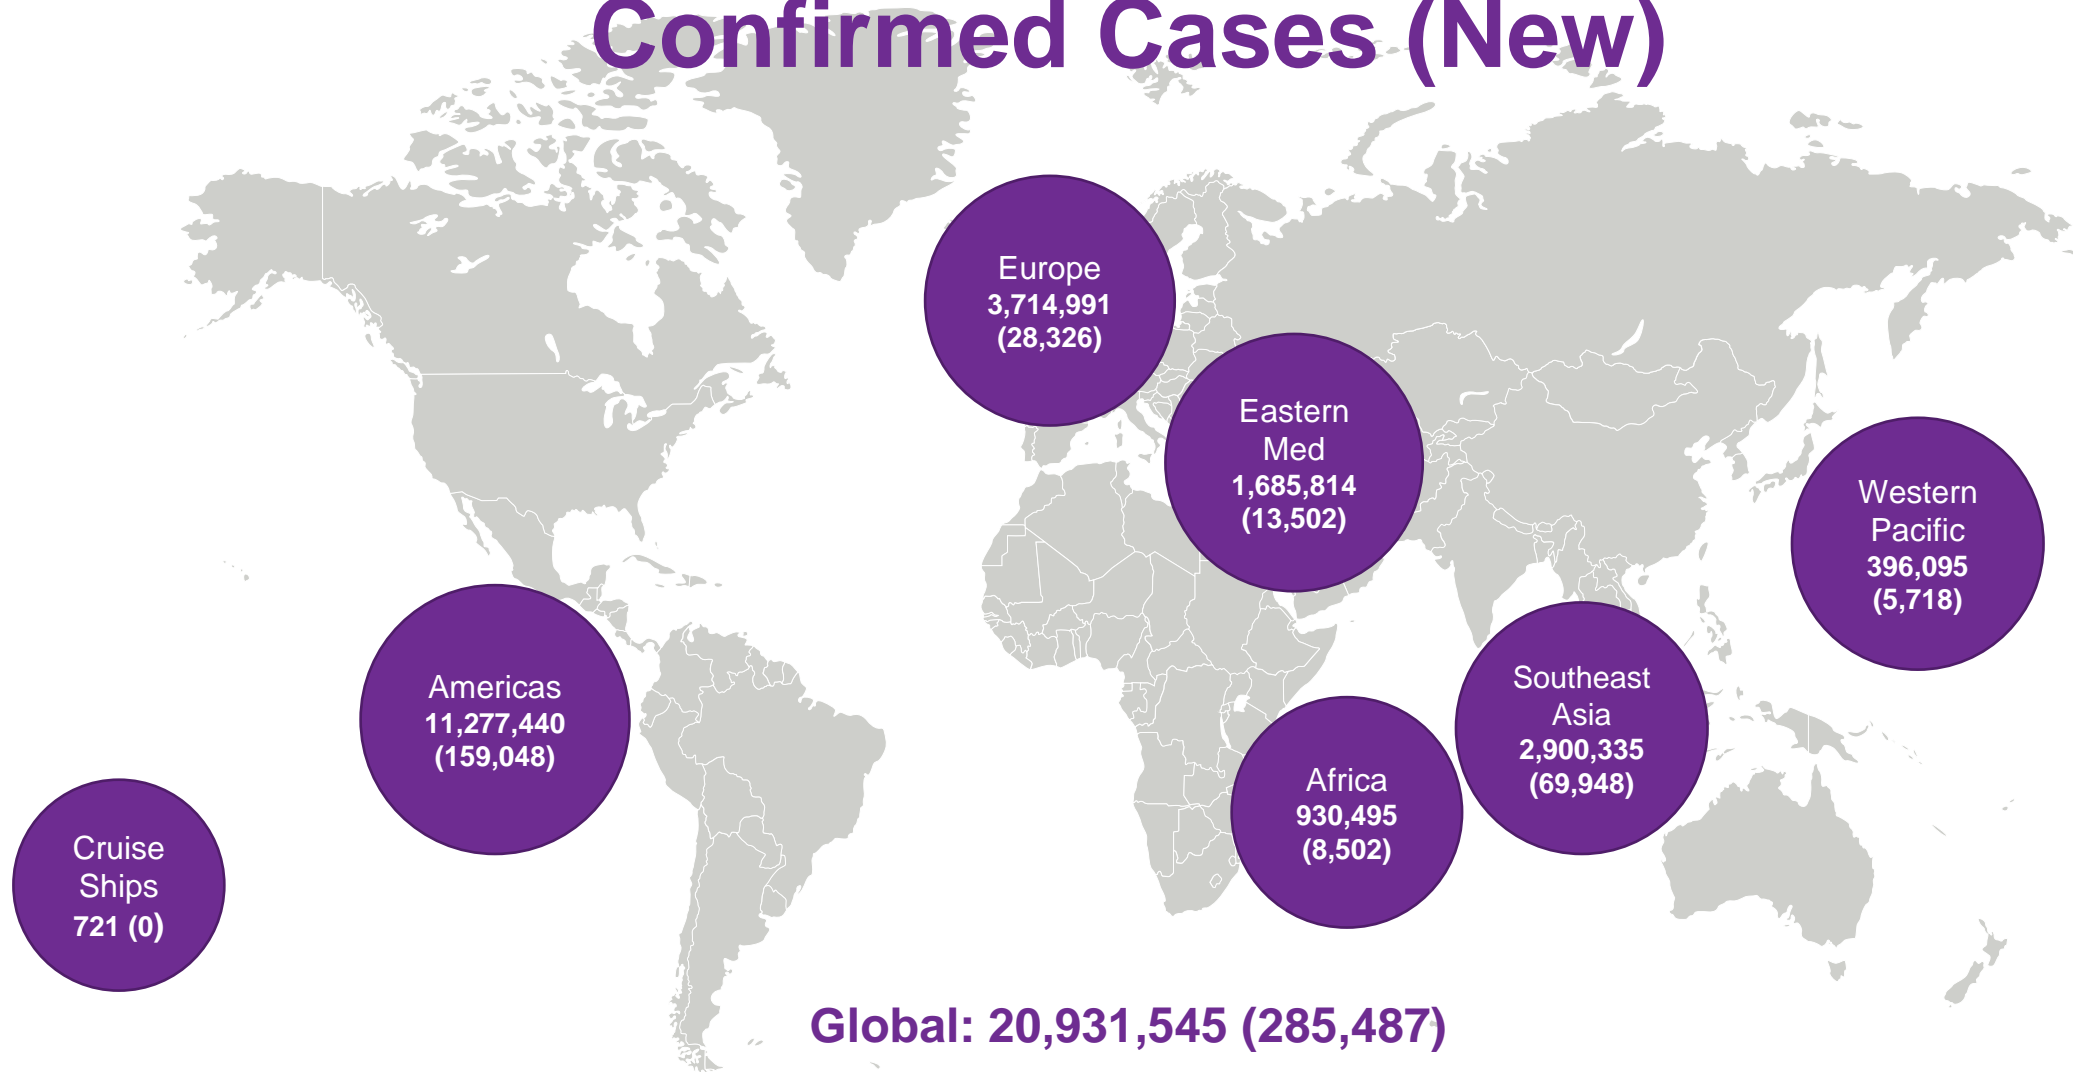 Confirmed Cases (New)
Europe
3,714,991
(28,326)
Eastern
Med
1,685,814
(13,502)
Western
Pacific
396,095
(5,718)
Americas
11,277,440
(159,048)
Southeast
Asia
2,900,335
(69,948)
Africa
930,495
(8,502)
Cruise
Ships
721 (0)
Global: 20,931,545 (285,487)